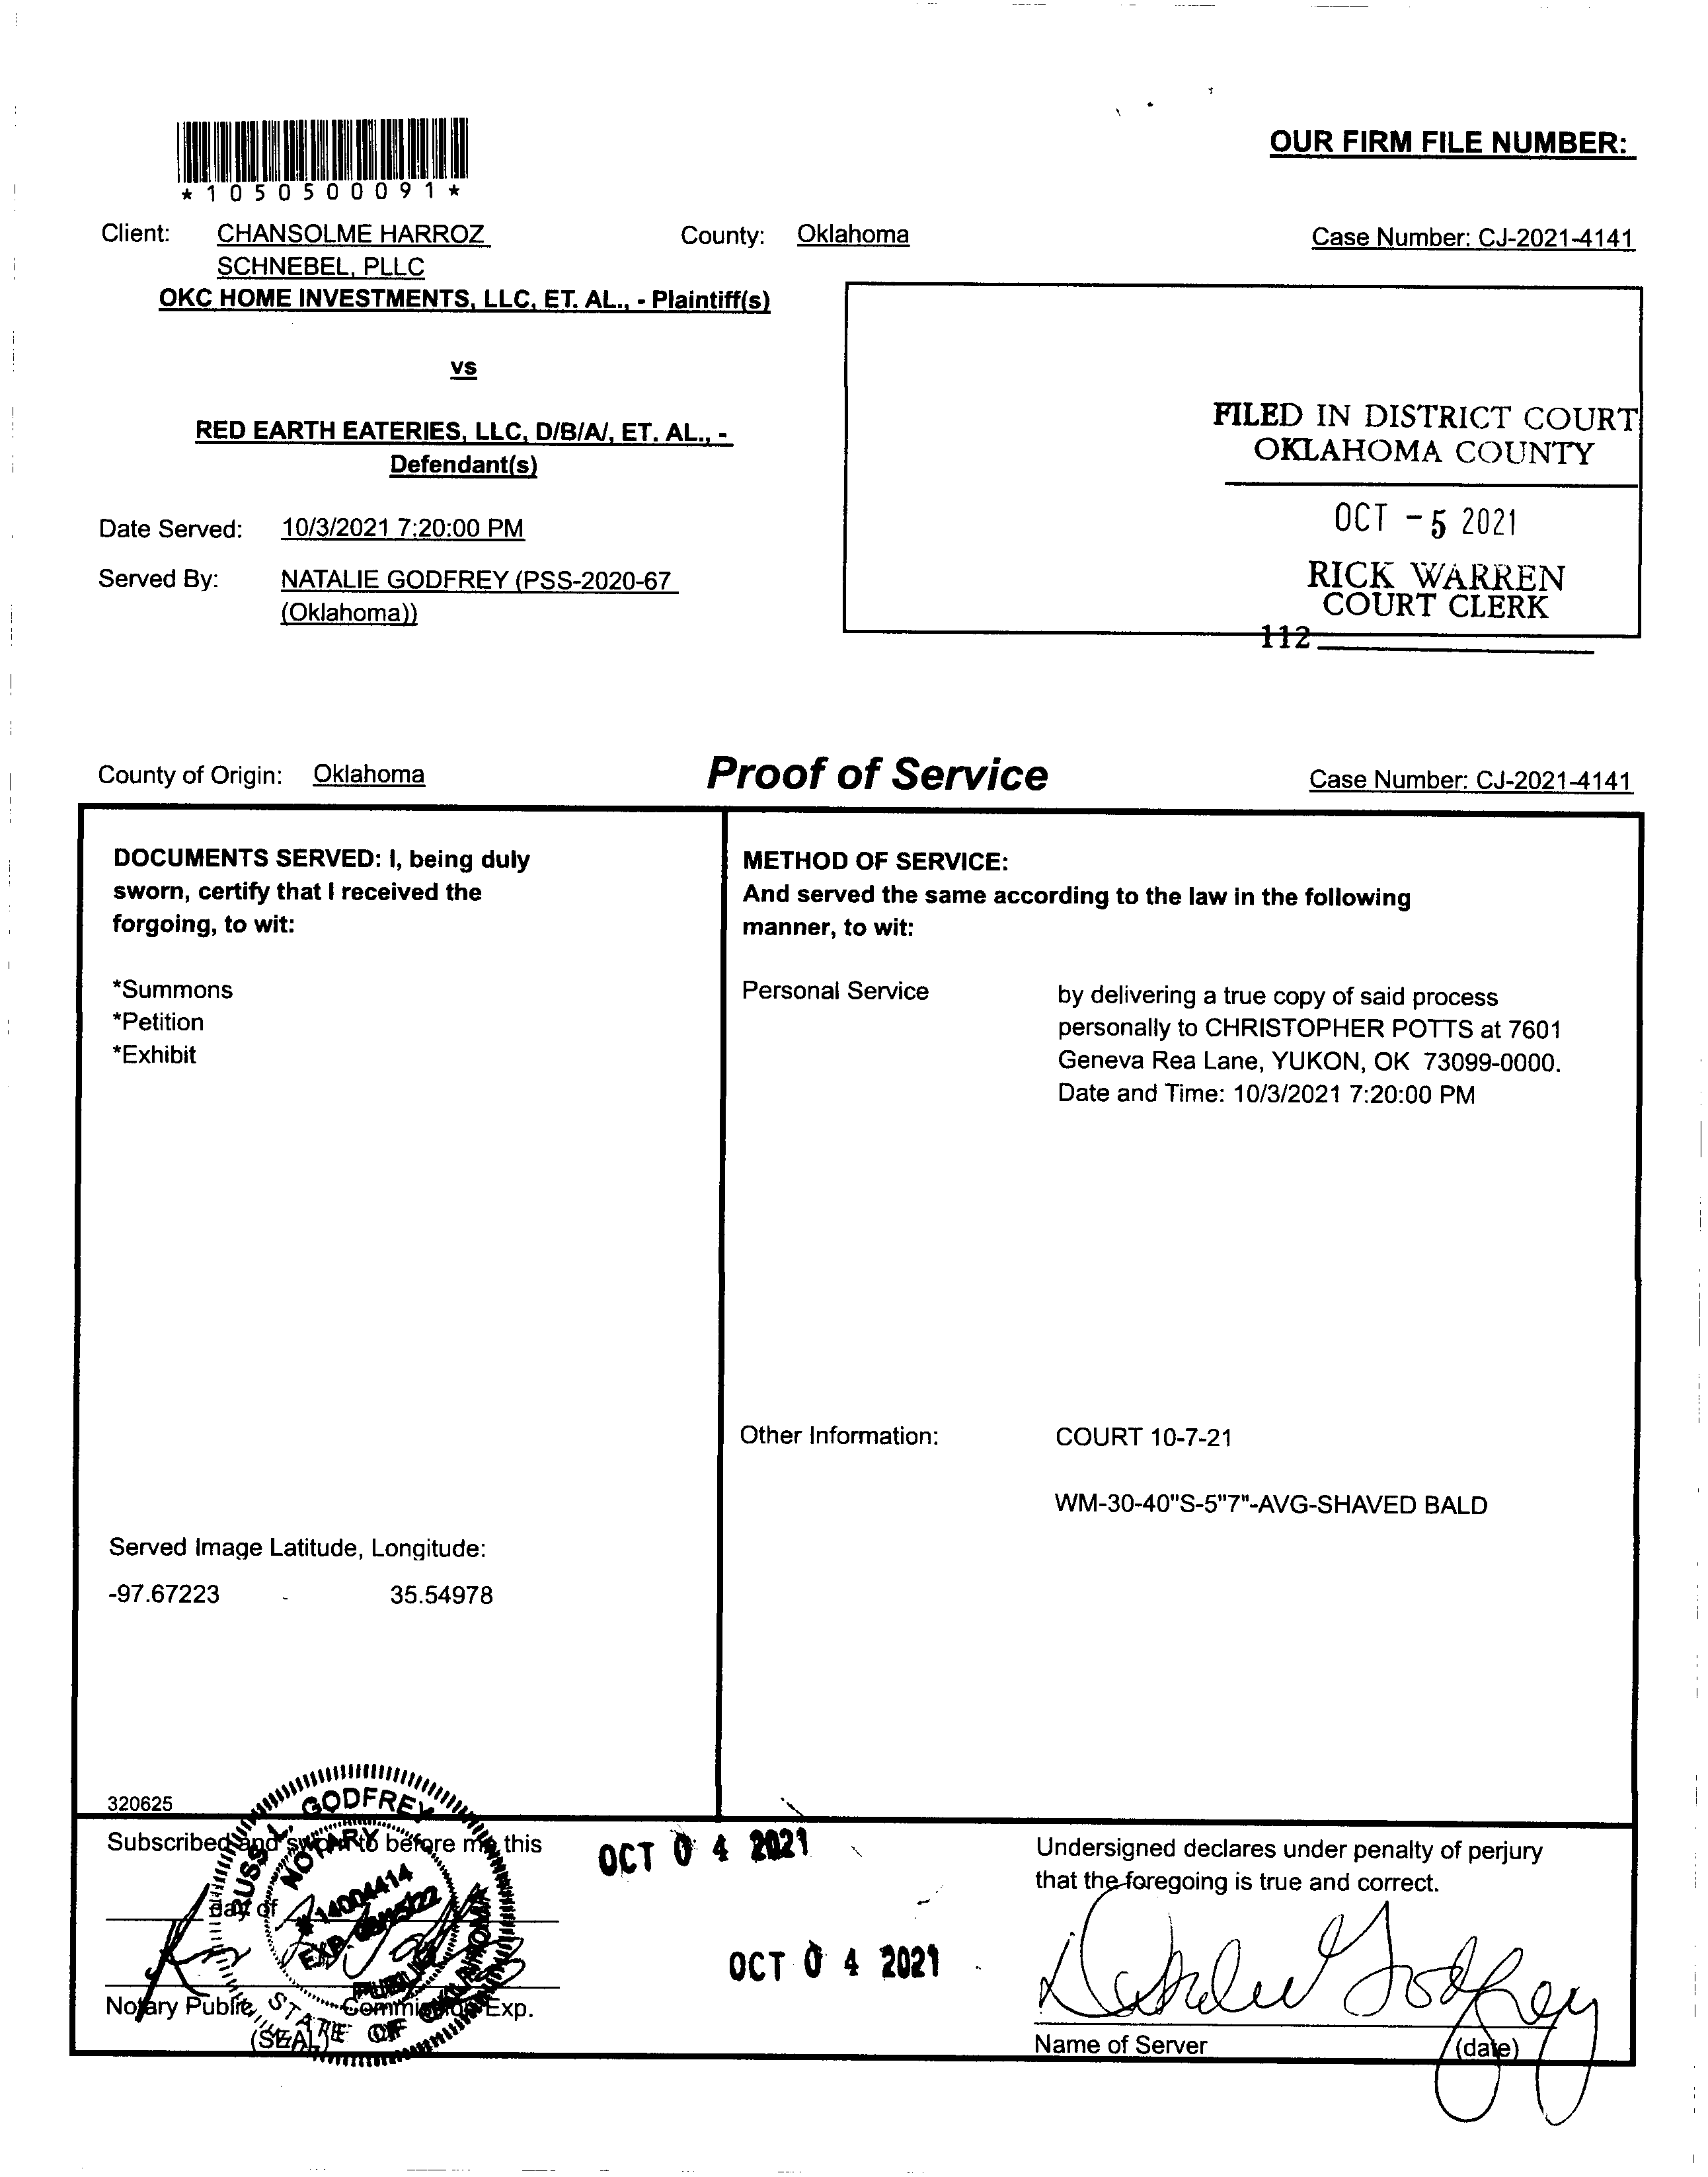 OUR FIRM FILE NUMBER:
*1050500091*
Client: CHANSOLME HARROZ County: Oklahoma Case Number: CJ-2021-4141
SCHNEBEL, PLLC
OKC HOME INVESTMENTS, LLC, ET. AL., - Plaintiff(s)
vs
RED EARTH EATERIES, LLC, D/B/A/, ET. AL., -
Defendant(s)
FILED IN DISTRICT COURT
OKLAHOMA COUNTY
OCT -5 2021
RICK WARREN
COURT CLERK
112
Date Served: 10/3/2021 7:20:00 PM
Served By: NATALIE GODFREY (PSS-2020-67
(Oklahoma))
County of Origin: Oklahoma Proof of Service Case Number: CJ-2021-4141
DOCUMENTS SERVED: I, being duly
sworn, certify that I received the
forgoing, to wit:
*Summons
*Petition
*Exhibit
Served Image Latitude, Longitude:
-97.67223 - 35.54978
320625
METHOD OF SERVICE:
And served the same according to the law in the following
manner, to wit:
Personal Service by delivering a true copy of said process
personally to CHRISTOPHER POTTS at 7601
Geneva Rea Lane, YUKON, OK 73099-0000.
Date and Time: 10/3/2021 7:20:00 PM
Other Information: COURT 10-7-21
WM-30-40"S-5"7"-AVG-SHAVED BALD
Subscribed and sworn to before me this OCT 04 2021
day of
OCT 04 2021
Notary Public Commission Exp.
(SEAL)
RUSS L. GODFREY
NOTARY
# 14004414
PUBLIC
STATE OF OKLAHOMA
Undersigned declares under penalty of perjury
that the foregoing is true and correct.
Natalie Godfrey
Name of Server (date)